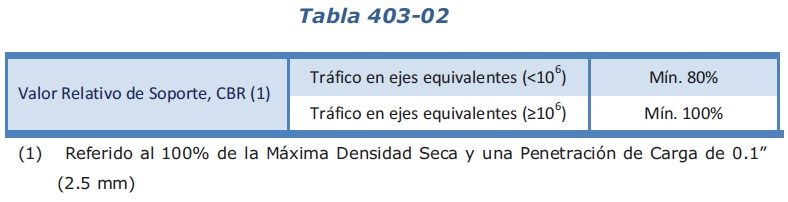 Tabla 403-02
Valor Relativo de Soporte, CBR (1)
Tráfico en ejes equivalentes (<10⁶)
Mín. 80%
Tráfico en ejes equivalentes (≥10⁶)
Mín. 100%
(1) Referido al 100% de la Máxima Densidad Seca y una Penetración de Carga de 0.1”
(2.5 mm)